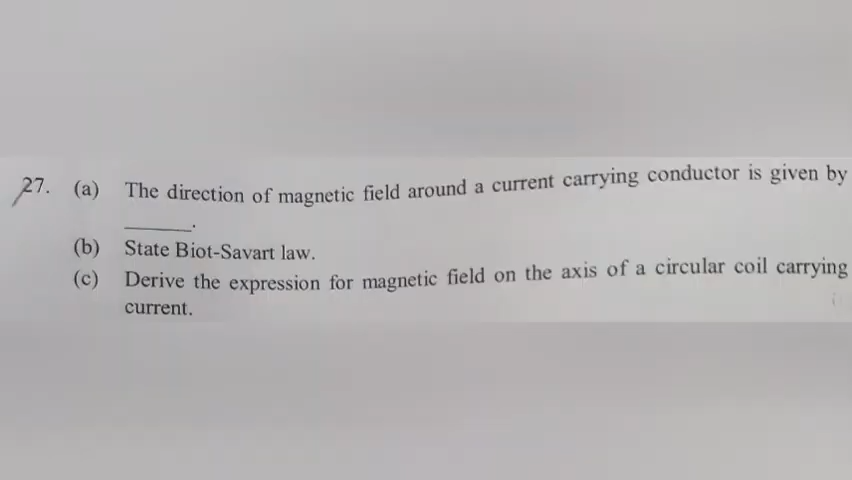 27. (a) The direction of magnetic field around a current carrying conductor is given by
______.
(b) State Biot-Savart law.
(c) Derive the expression for magnetic field on the axis of a circular coil carrying
current.